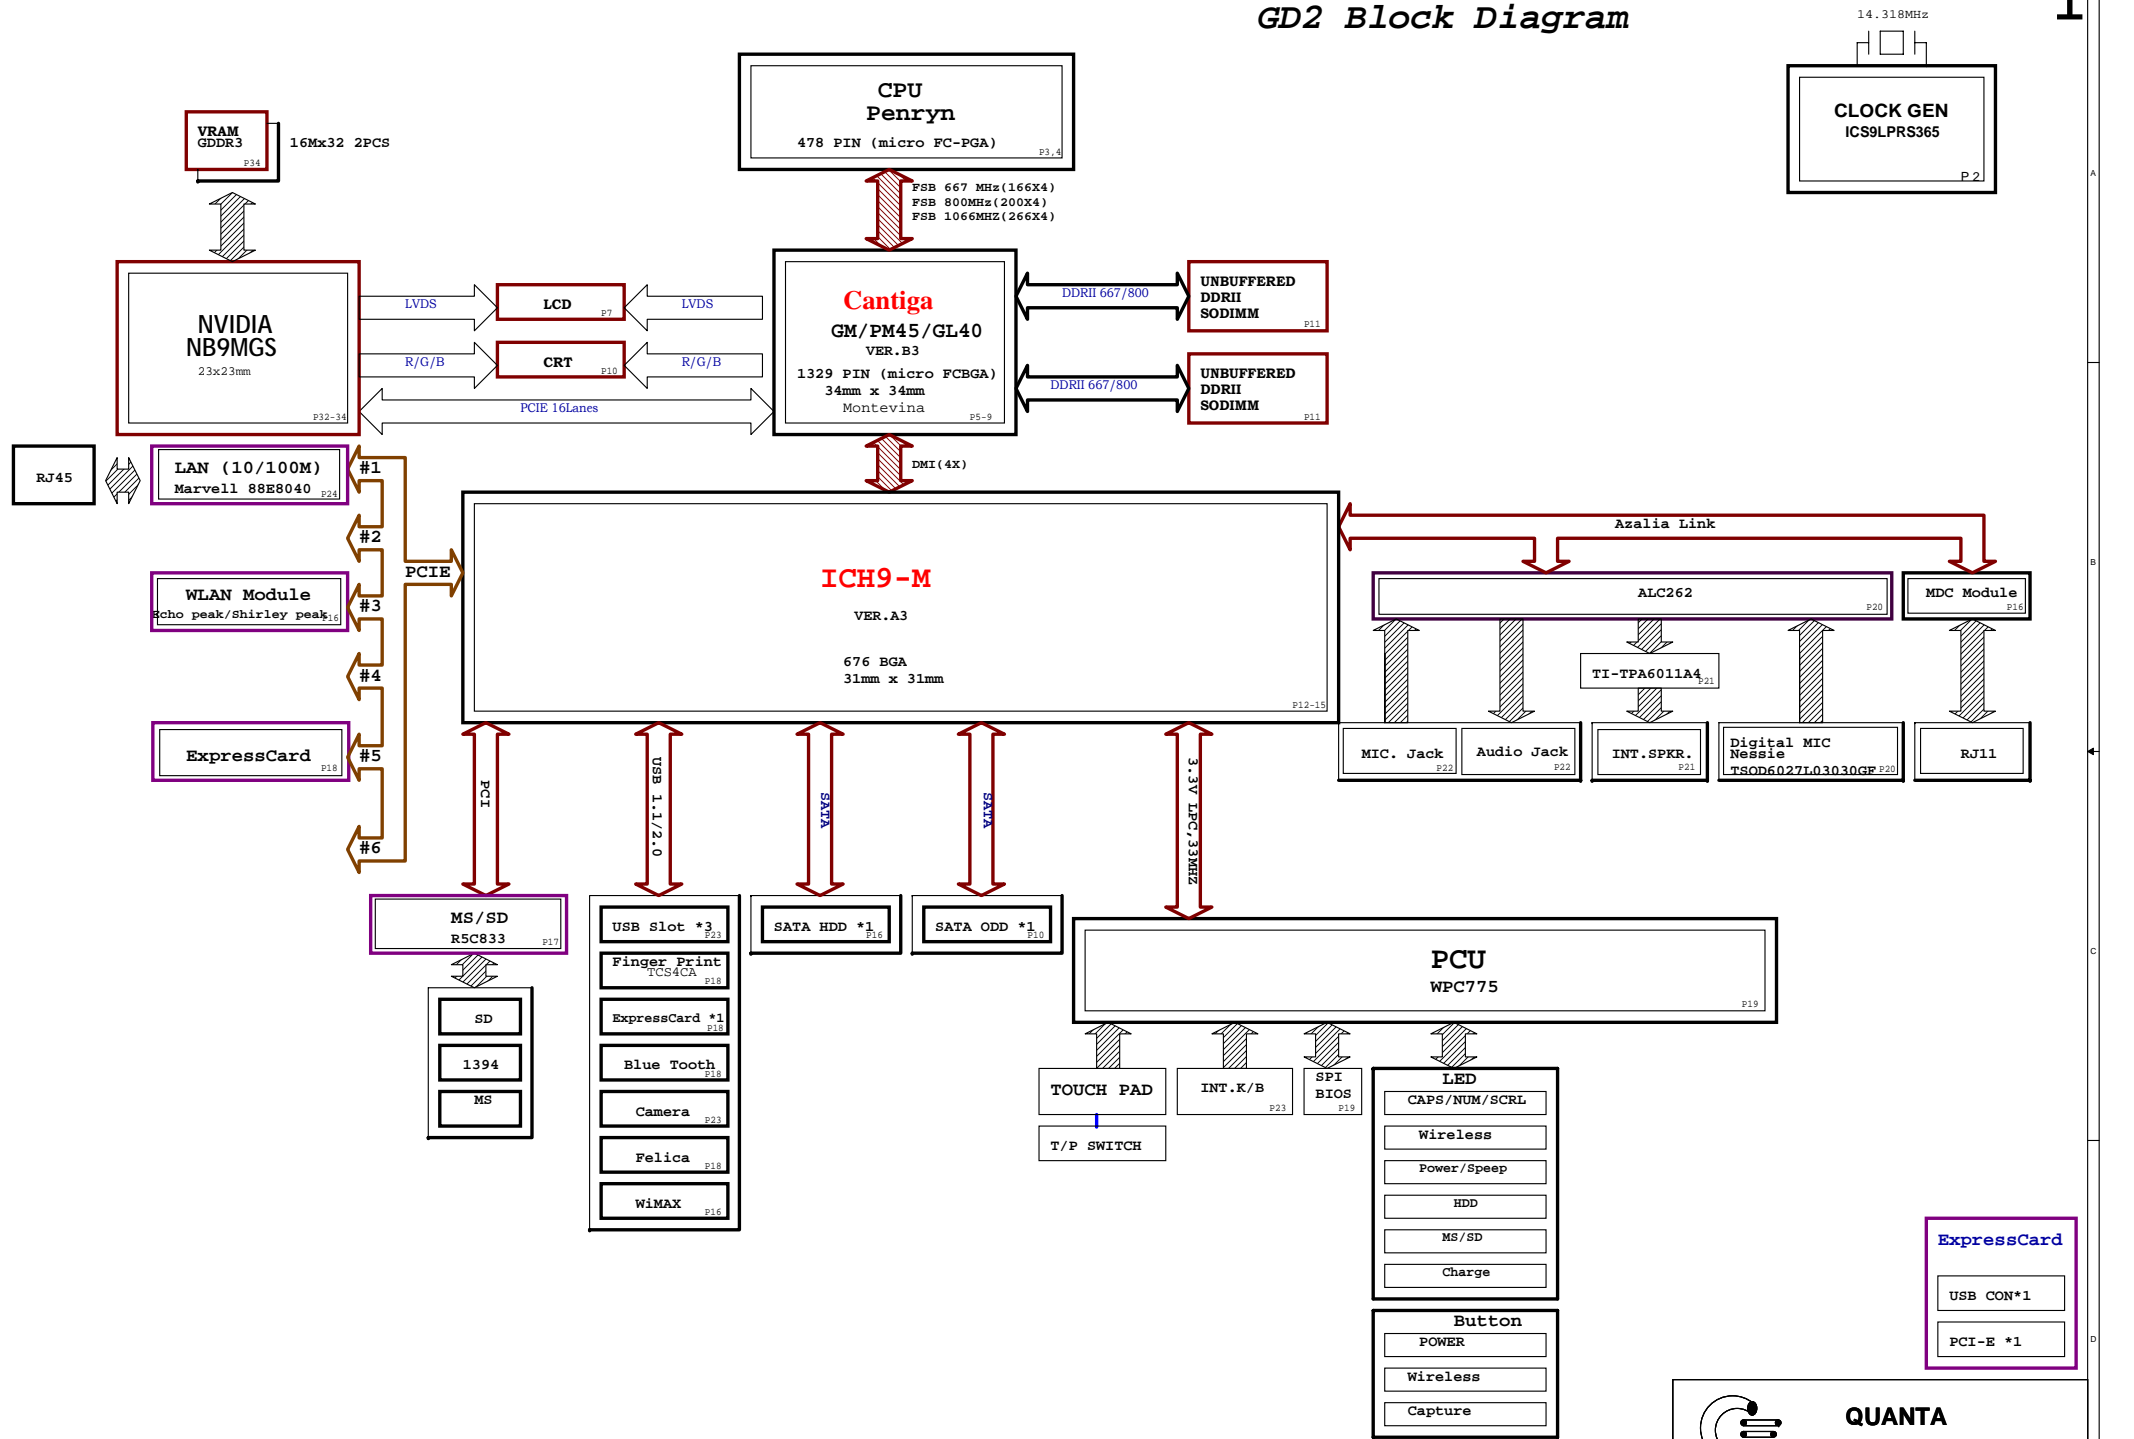 GD2 Block Diagram
14.318MHz
1
CLOCK GEN
ICS9LPRS365
P 2
CPU
Penryn
478 PIN (micro FC-PGA)
P3,4
VRAM
GDDR3
P34
16Mx32 2PCS
FSB 667 MHz(166X4)
FSB 800MHz(200X4)
FSB 1066MHZ(266X4)
A
NVIDIA
NB9MGS
23x23mm
P32-34
LVDS
LCD
P7
LVDS
R/G/B
CRT
P10
R/G/B
PCIE 16Lanes
Cantiga
GM/PM45/GL40
VER.B3
1329 PIN (micro FCBGA)
34mm x 34mm
Montevina
P5-9
DDRII 667/800
UNBUFFERED
DDRII
SODIMM
P11
DDRII 667/800
UNBUFFERED
DDRII
SODIMM
P11
DMI(4X)
RJ45
LAN (10/100M)
Marvell 88E8040
P24
#1
#2
WLAN Module
Echo peak/Shirley peak
P16
#3
#4
ExpressCard
P18
#5
#6
PCIE
ICH9-M
VER.A3
676 BGA
31mm x 31mm
P12-15
Azalia Link
B
ALC262
P20
MDC Module
P16
TI-TPA6011A4
P21
MIC. Jack
P22
Audio Jack
P22
INT.SPKR.
P21
Digital MIC
Nessie
TSOD6027L03030GF
P20
RJ11
PCI
USB 1.1/2.0
SATA
SATA
3.3V LPC,33MHZ
MS/SD
R5C833
P17
SD
1394
MS
USB Slot *3
P23
Finger Print
TCS4CA
P18
ExpressCard *1
P18
Blue Tooth
P18
Camera
P23
Felica
P18
WiMAX
P16
SATA HDD *1
P16
SATA ODD *1
P10
PCU
WPC775
P19
C
TOUCH PAD
T/P SWITCH
INT.K/B
P23
SPI
BIOS
P19
LED
CAPS/NUM/SCRL
Wireless
Power/Speep
HDD
MS/SD
Charge
Button
POWER
Wireless
Capture
ExpressCard
USB CON*1
PCI-E *1
D
QUANTA